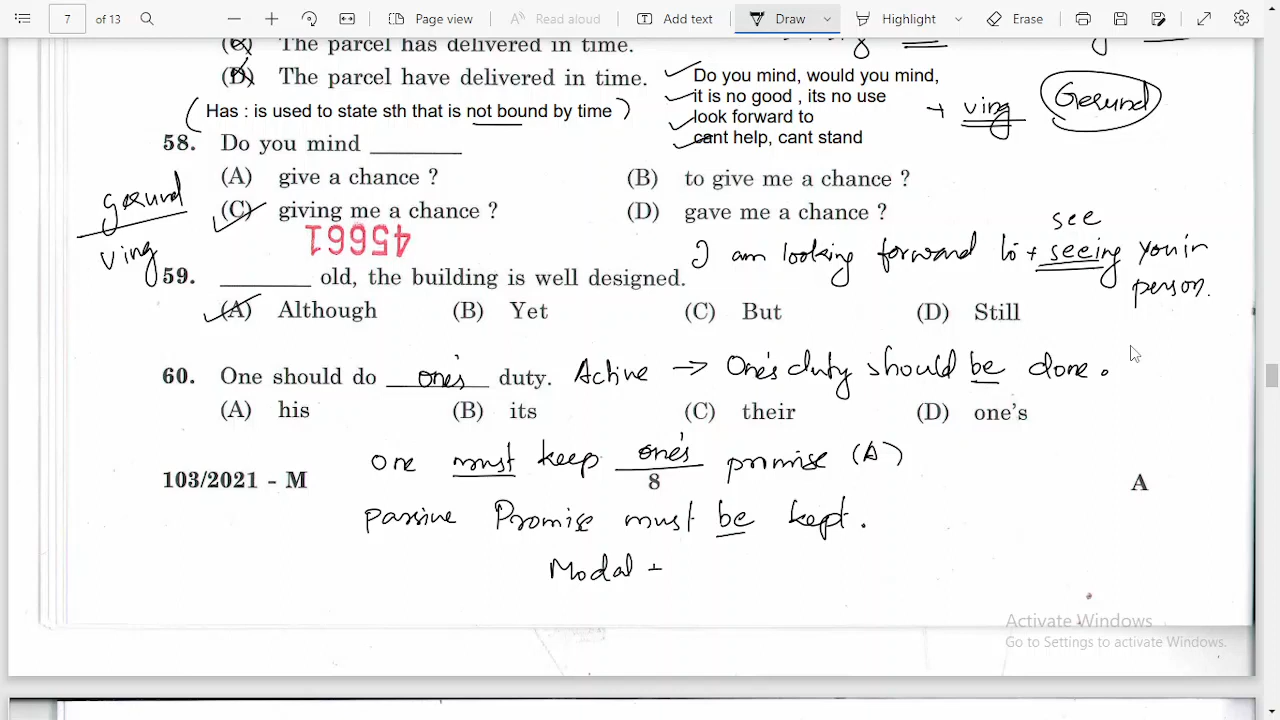 7 of 13 Page view Read aloud Add text Draw Highlight Erase
The parcel has delivered in time.
(D) The parcel have delivered in time.
Do you mind, would you mind,
it is no good , its no use
look forward to
cant help, cant stand
+ ving Gerund
(Has : is used to state sth that is not bound by time)
58. Do you mind ________
(A) give a chance ?
(B) to give me a chance ?
(C) giving me a chance ?
(D) gave me a chance ?
gerund
ving
45661
see
I am looking forward to + seeing you in
person.
59. ________ old, the building is well designed.
(A) Although (B) Yet (C) But (D) Still
60. One should do one's duty. Active → One's duty should be done.
(A) his (B) its (C) their (D) one's
One must keep one's promise (A)
103/2021 - M 8 A
passive Promise must be kept.
Modal +
Activate Windows
Go to Settings to activate Windows.